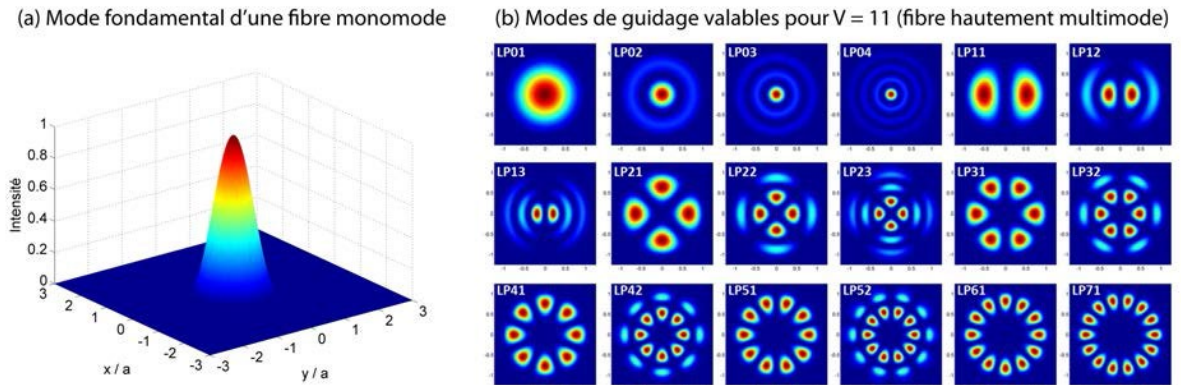 (a) Mode fondamental d'une fibre monomode
(b) Modes de guidage valables pour V = 11 (fibre hautement multimode)
1
0.8
0.6
0.4
0.2
0
Intensité
3
2
1
0
-1
-2
-3
x / a
-3
-2
-1
0
1
2
3
y / a
LP01 LP02 LP03 LP04 LP11 LP12
LP13 LP21 LP22 LP23 LP31 LP32
LP41 LP42 LP51 LP52 LP61 LP71